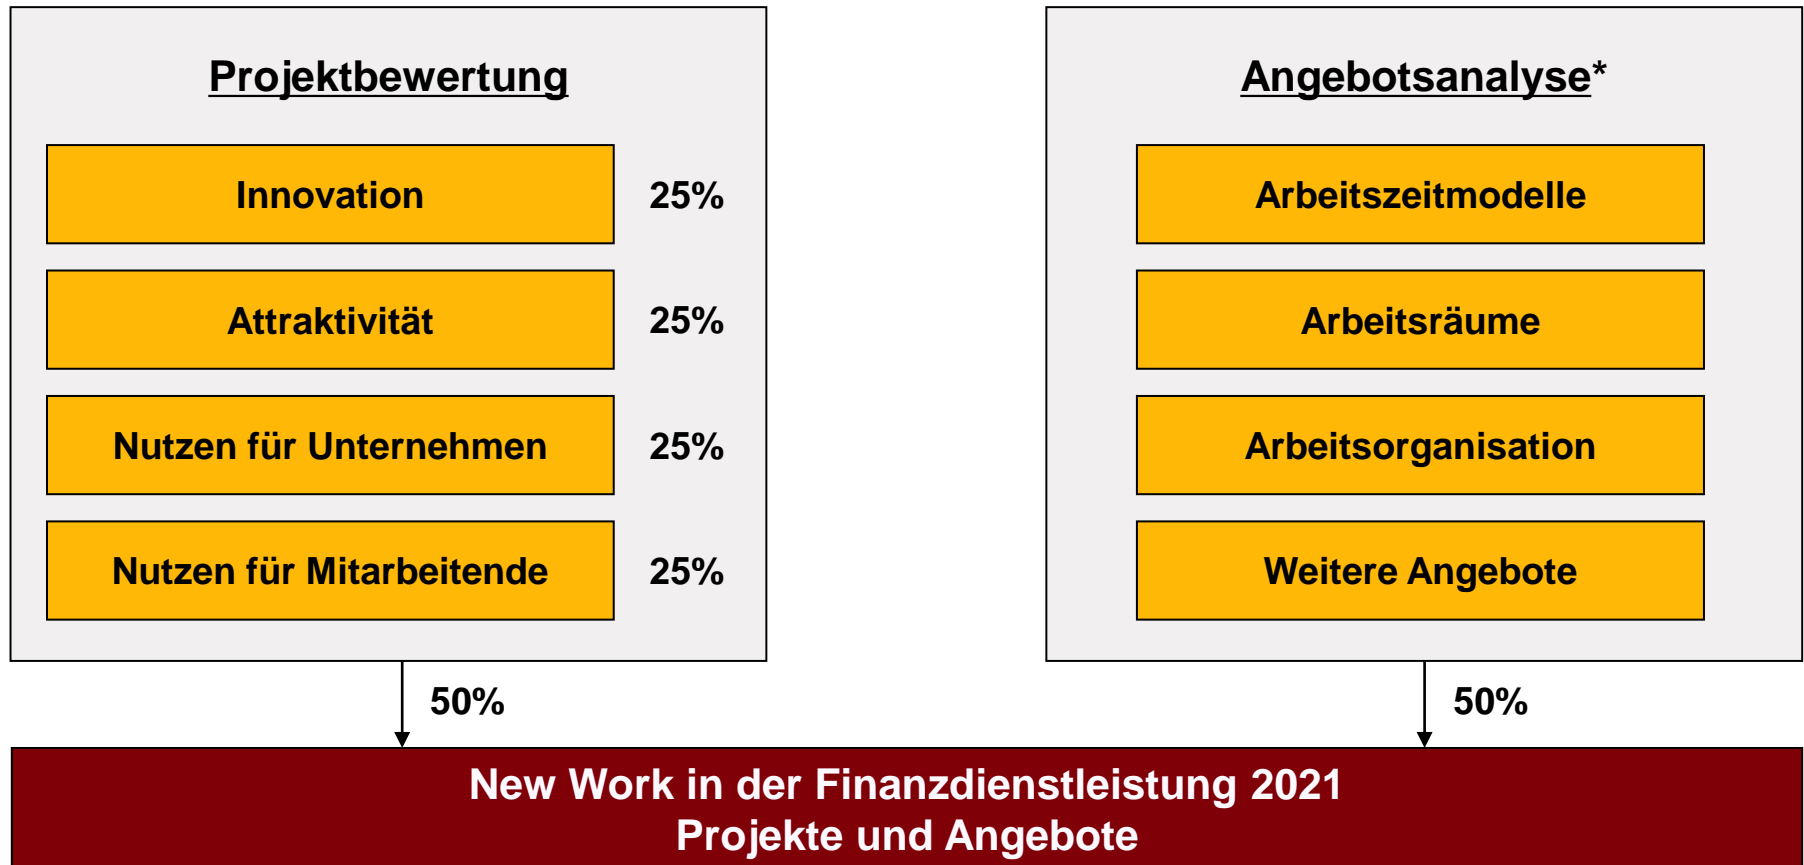 Projektbewertung
Innovation 25%
Attraktivität 25%
Nutzen für Unternehmen 25%
Nutzen für Mitarbeitende 25%
50%
Angebotsanalyse*
Arbeitszeitmodelle
Arbeitsräume
Arbeitsorganisation
Weitere Angebote
50%
New Work in der Finanzdienstleistung 2021
Projekte und Angebote